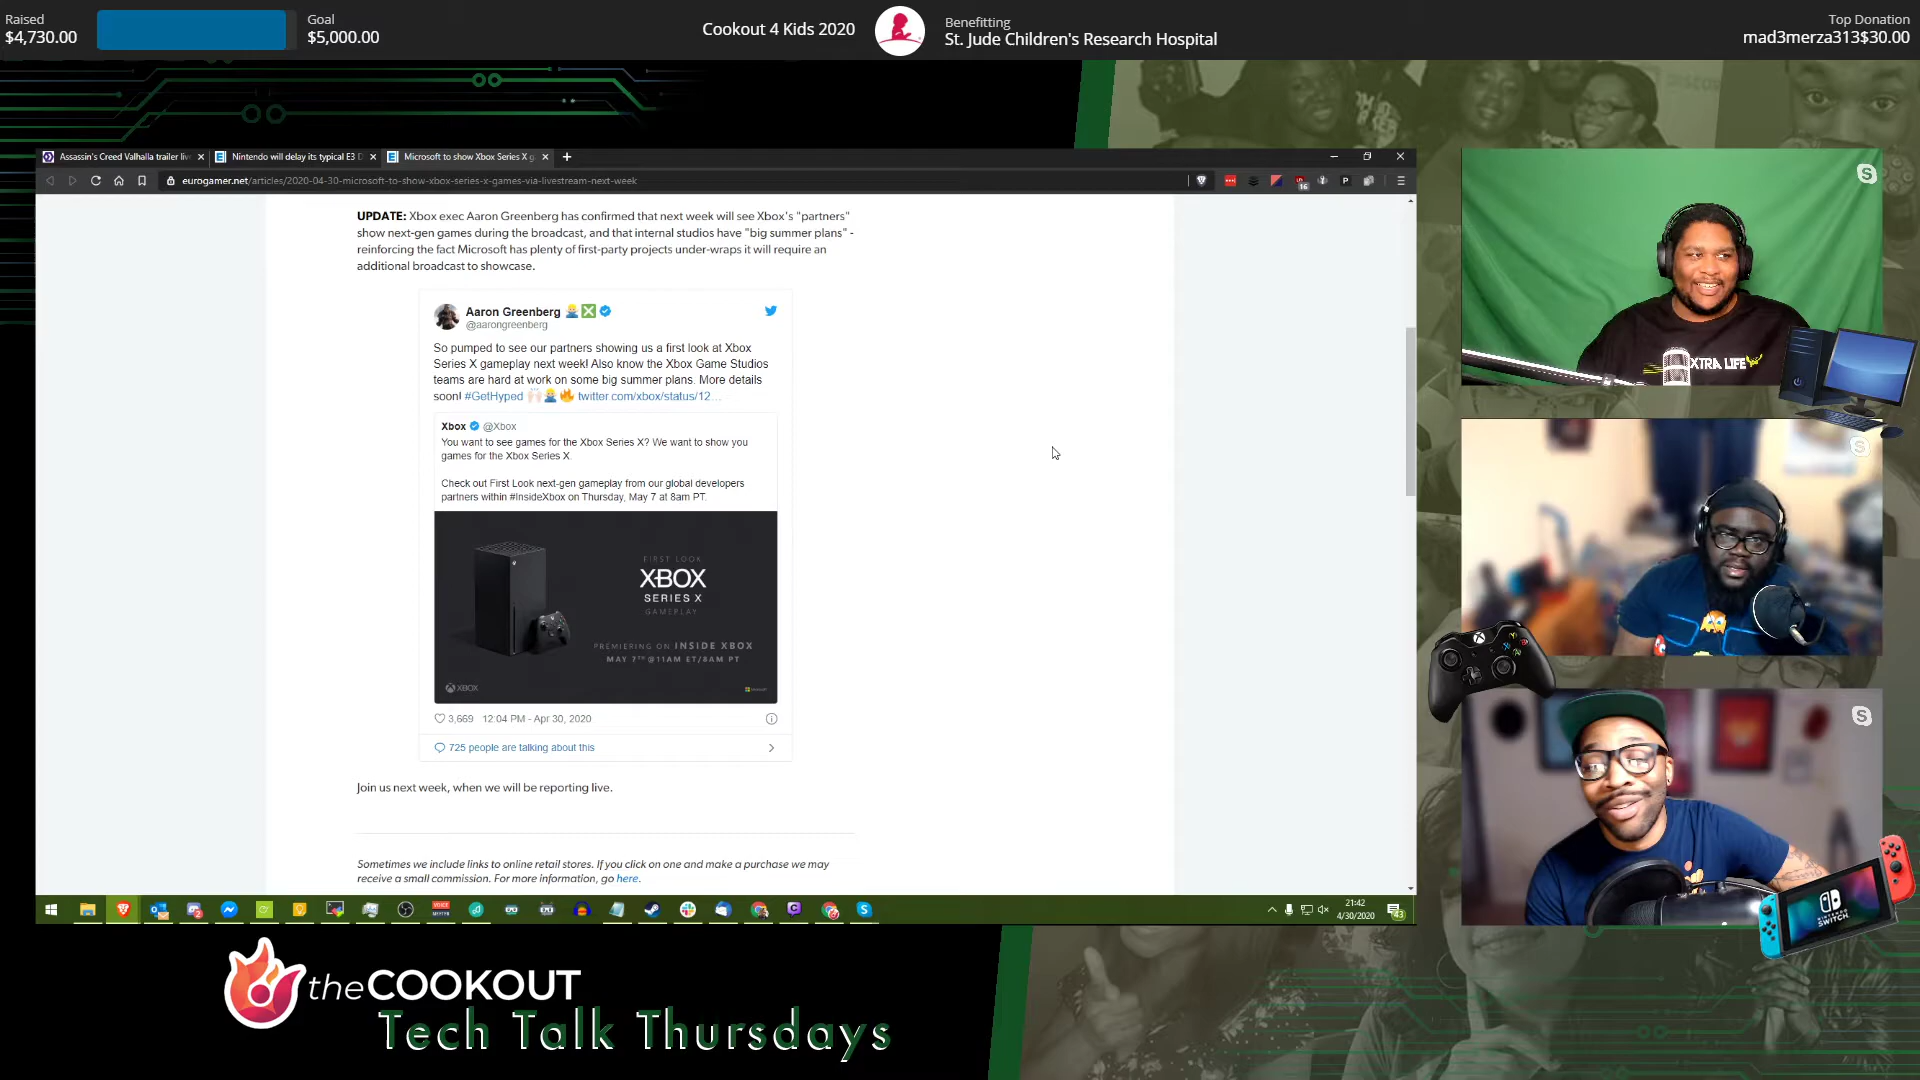 Raised
$4,730.00
Goal
$5,000.00
Cookout 4 Kids 2020
Benefitting
St. Jude Children's Research Hospital
Top Donation
mad3merza313$30.00
Assassin's Creed Valhalla trailer liv
Nintendo will delay its typical E3 D
Microsoft to show Xbox Series X g
eurogamer.net/articles/2020-04-30-microsoft-to-show-xbox-series-x-games-via-livestream-next-week
UPDATE: Xbox exec Aaron Greenberg has confirmed that next week will see Xbox's "partners"
show next-gen games during the broadcast, and that internal studios have "big summer plans" -
reinforcing the fact Microsoft has plenty of first-party projects under-wraps it will require an
additional broadcast to showcase.
Aaron Greenberg
@aarongreenberg
So pumped to see our partners showing us a first look at Xbox
Series X gameplay next week! Also know the Xbox Game Studios
teams are hard at work on some big summer plans. More details
soon! #GetHyped twitter.com/xbox/status/12…
Xbox @Xbox
You want to see games for the Xbox Series X? We want to show you
games for the Xbox Series X.
Check out First Look next-gen gameplay from our global developers
partners within #InsideXbox on Thursday, May 7 at 8am PT.
FIRST LOOK
XBOX
SERIES X
GAMEPLAY
PREMIERING ON INSIDE XBOX
MAY 7TH @11AM ET/8AM PT
XBOX
3,669 12:04 PM - Apr 30, 2020
725 people are talking about this
Join us next week, when we will be reporting live.
Sometimes we include links to online retail stores. If you click on one and make a purchase we may
receive a small commission. For more information, go here.
21:42
4/30/2020
43
XTRA LIFE
NINTENDO
SWITCH
theCOOKOUT
Tech Talk Thursdays